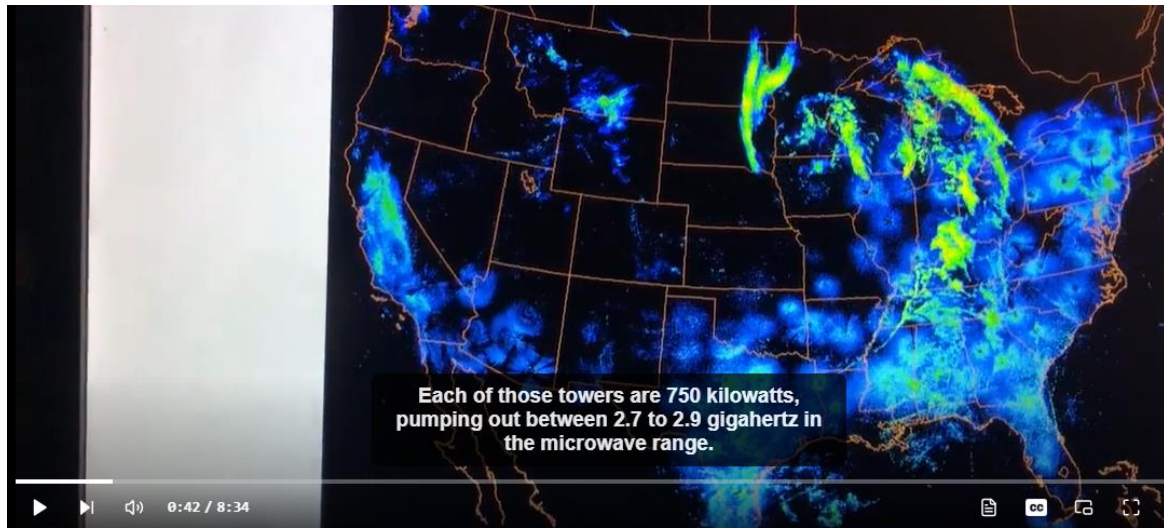 Each of those towers are 750 kilowatts,
pumping out between 2.7 to 2.9 gigahertz in
the microwave range.
0:42 / 8:34
CC